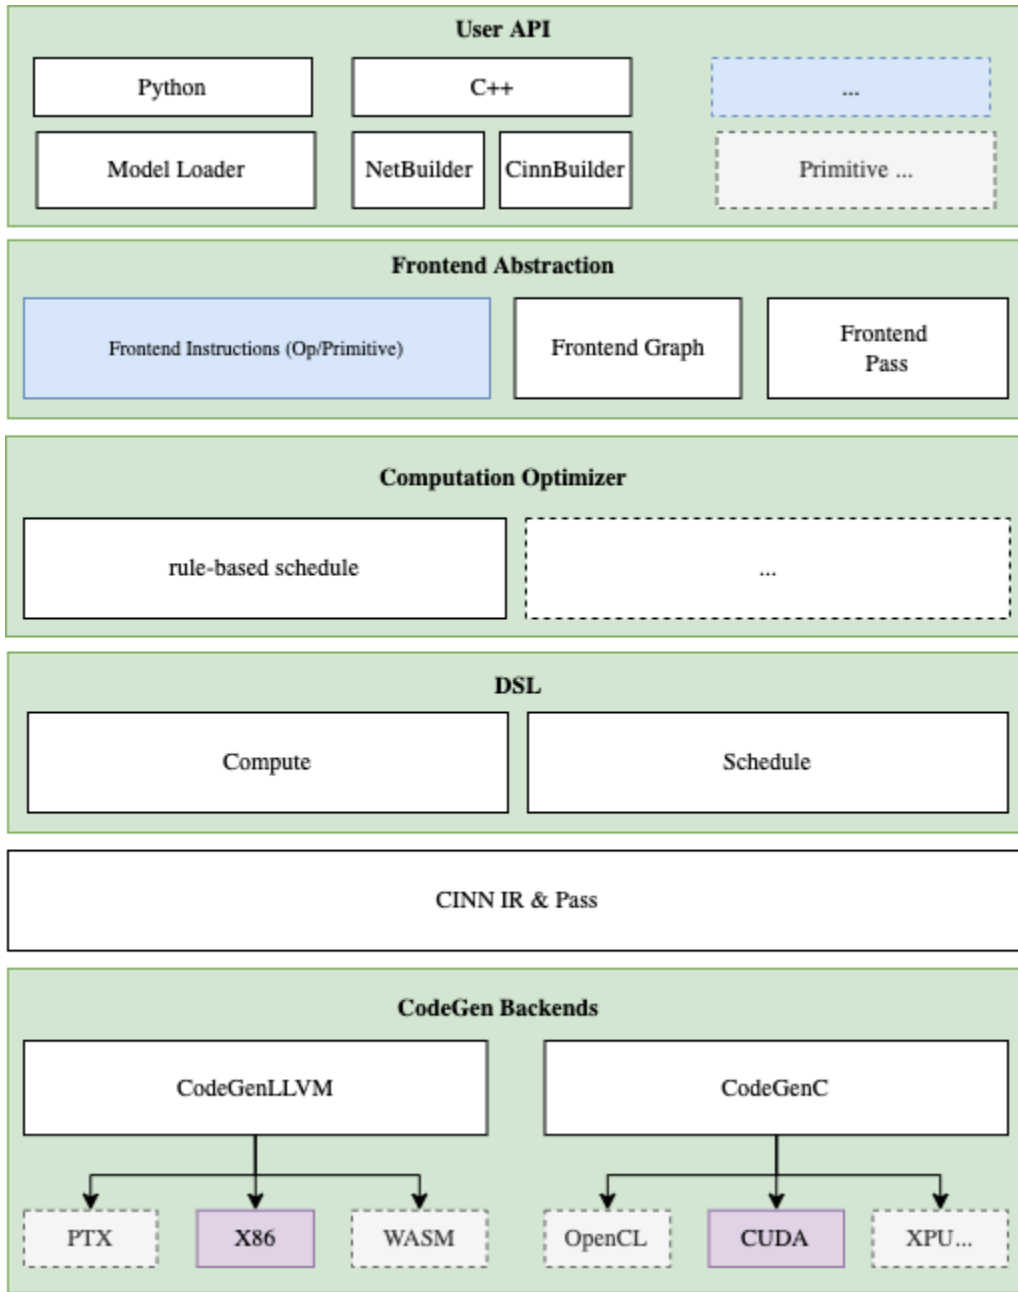 User API
Python
C++
...
Model Loader
NetBuilder
CinnBuilder
Primitive ...
Frontend Abstraction
Frontend Instructions (Op/Primitive)
Frontend Graph
Frontend
Pass
Computation Optimizer
rule-based schedule
...
DSL
Compute
Schedule
CINN IR & Pass
CodeGen Backends
CodeGenLLVM
CodeGenC
PTX
X86
WASM
OpenCL
CUDA
XPU...